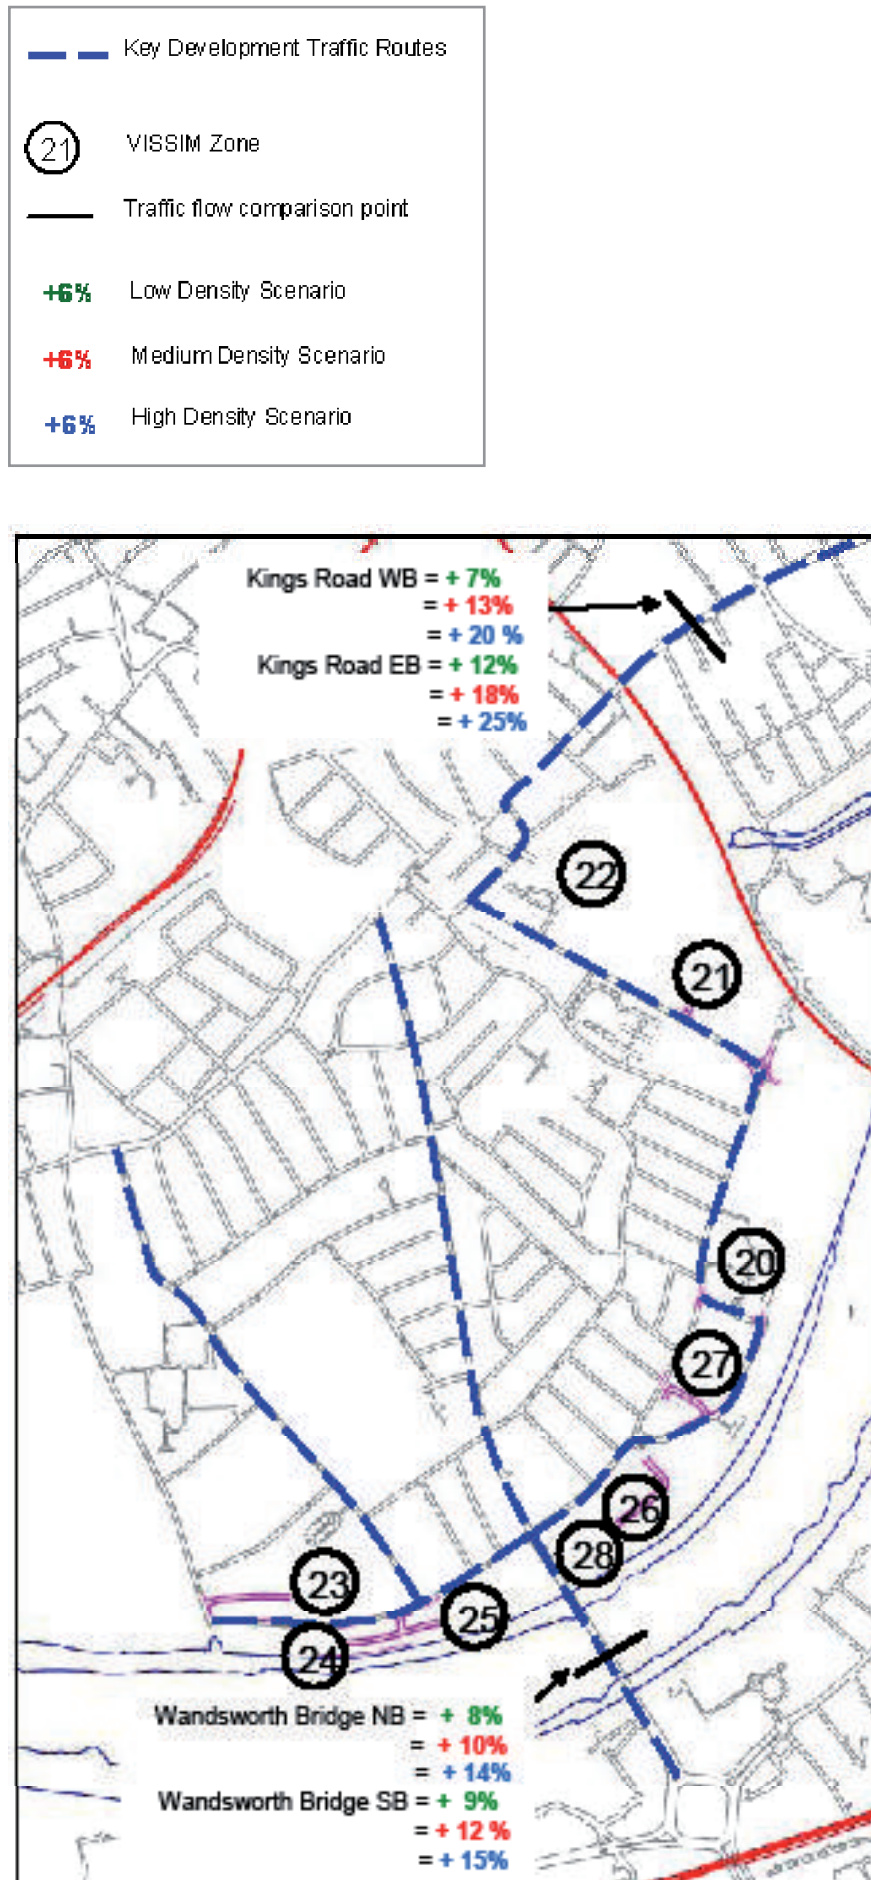 Key Development Traffic Routes
21 VISSIM Zone
Traffic flow comparison point
+6% Low Density Scenario
+6% Medium Density Scenario
+6% High Density Scenario
Kings Road WB = + 7%
= + 13%
= + 20 %
Kings Road EB = + 12%
= + 18%
= + 25%
22
21
20
27
26
28
23
25
24
Wandsworth Bridge NB = + 8%
= + 10%
= + 14%
Wandsworth Bridge SB = + 9%
= + 12 %
= + 15%